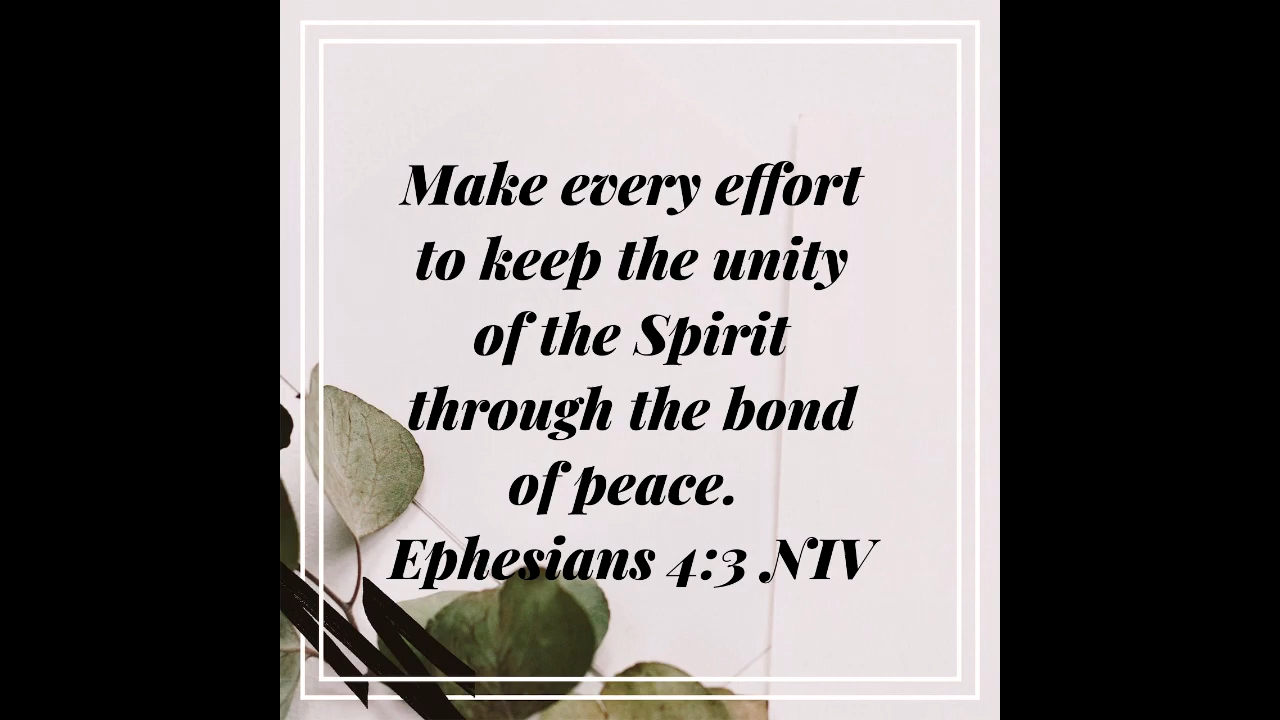 Make every effort
to keep the unity
of the Spirit
through the bond
of peace.
Ephesians 4:3 NIV